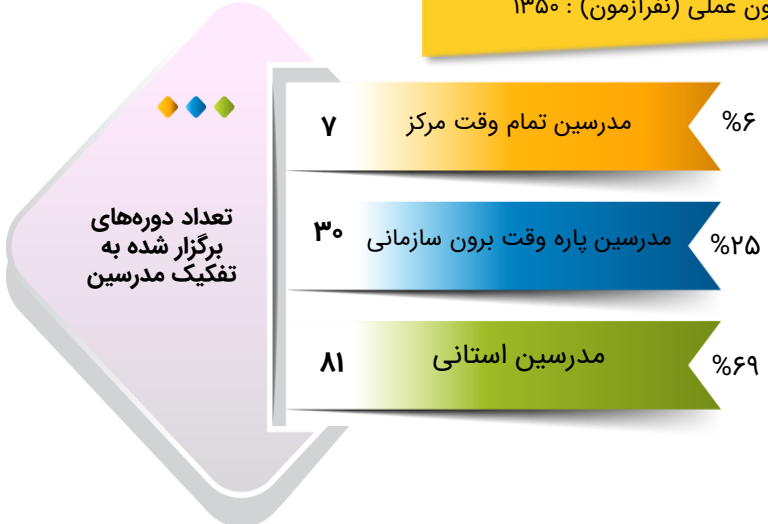 ون عملی (نفرآزمون) : ۱۳۵۰
تعداد دوره‌های
برگزار شده به
تفکیک مدرسین
۷ مدرسین تمام وقت مرکز %۶
۳۰ مدرسین پاره وقت برون سازمانی %۲۵
۸۱ مدرسین استانی %۶۹